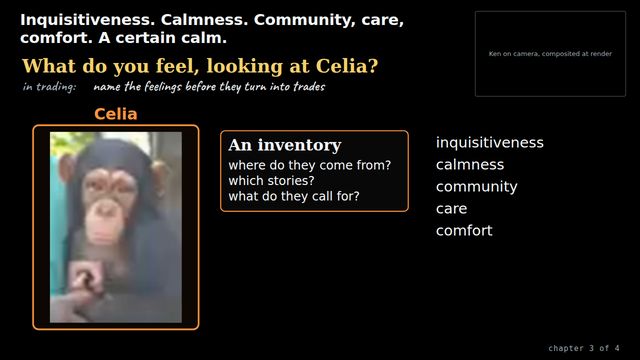 Inquisitiveness. Calmness. Community, care,
comfort. A certain calm.
Ken on camera, composited at render
What do you feel, looking at Celia?
in trading: name the feelings before they turn into trades
Celia
An inventory
where do they come from?
which stories?
what do they call for?
inquisitiveness
calmness
community
care
comfort
chapter 3 of 4